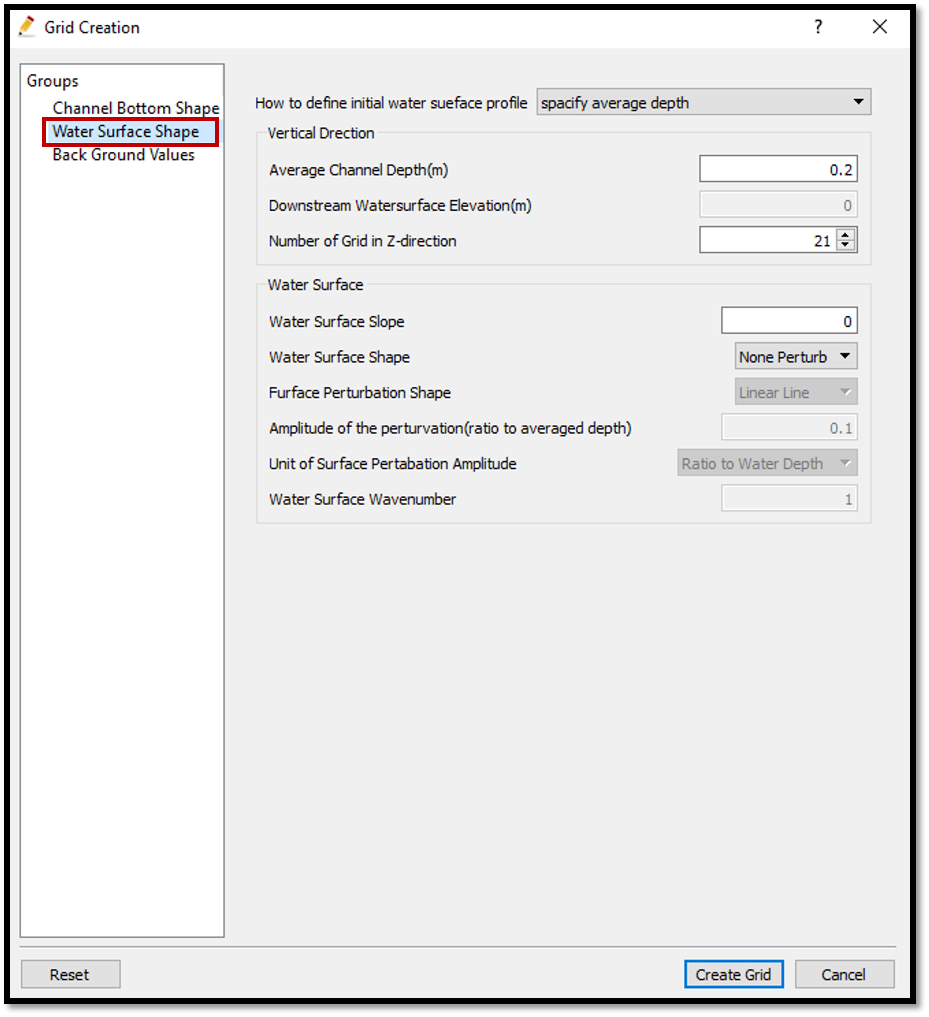 Grid Creation ?
Groups
Channel Bottom Shape
Water Surface Shape
Back Ground Values
How to define initial water sueface profile spacify average depth
Vertical Drection
Average Channel Depth(m) 0.2
Downstream Watersurface Elevation(m) 0
Number of Grid in Z-direction 21
Water Surface
Water Surface Slope 0
Water Surface Shape None Perturb
Furface Perturbation Shape Linear Line
Amplitude of the perturvation(ratio to averaged depth) 0.1
Unit of Surface Pertabation Amplitude Ratio to Water Depth
Water Surface Wavenumber 1
Reset Create Grid Cancel